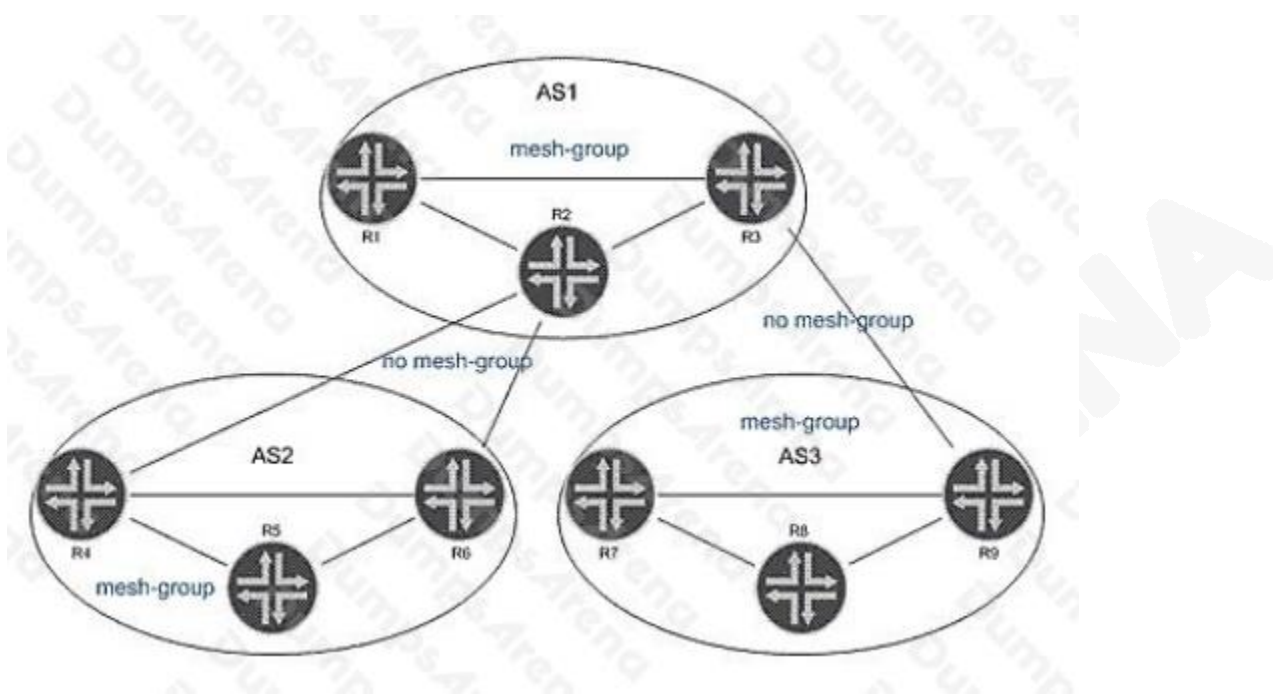 AS1
mesh-group
R1
R2
R3
no mesh-group
no mesh-group
AS2
mesh-group
AS3
R4
R5
R6
R7
R8
R9
mesh-group
DumpsArena